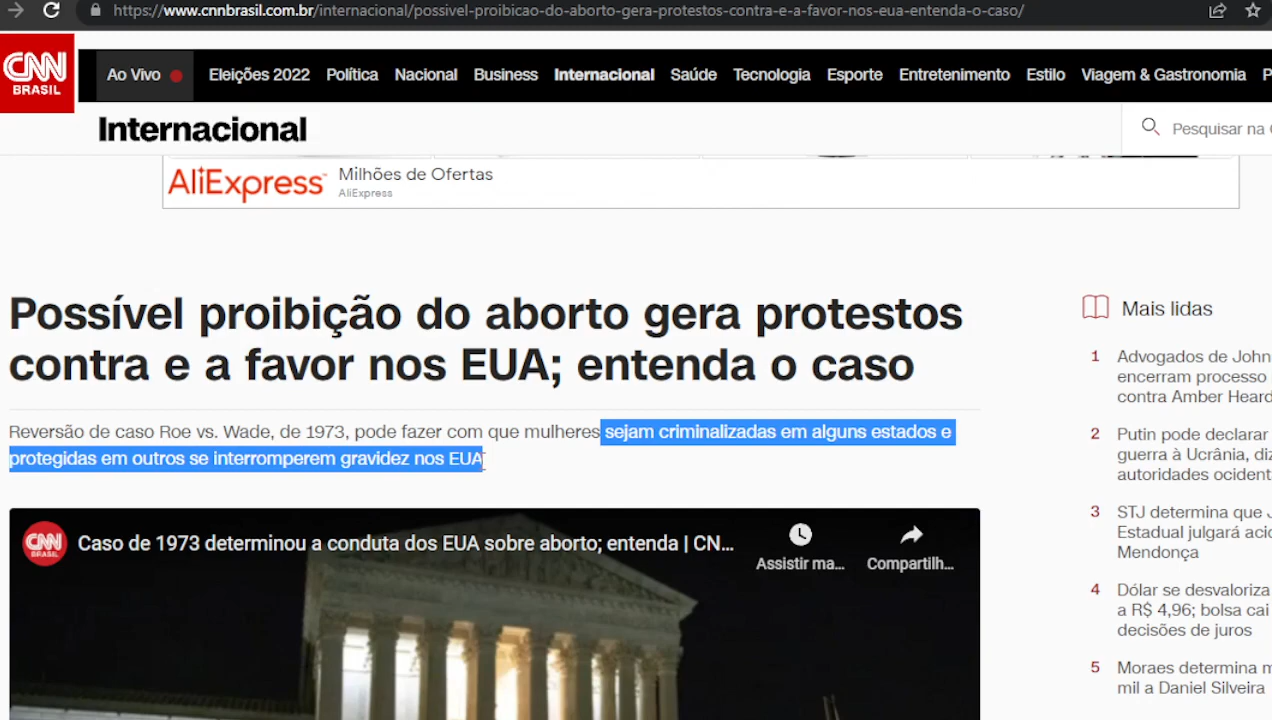 https://www.cnnbrasil.com.br/internacional/possivel-proibicao-do-aborto-gera-protestos-contra-e-a-favor-nos-eua-entenda-o-caso/
CNN
BRASIL
Ao Vivo
Eleições 2022 Política Nacional Business Internacional Saúde Tecnologia Esporte Entretenimento Estilo Viagem & Gastronomia P
Internacional
Pesquisar na
AliExpress
Milhões de Ofertas
AliExpress
Possível proibição do aborto gera protestos
contra e a favor nos EUA; entenda o caso
Reversão de caso Roe vs. Wade, de 1973, pode fazer com que mulheres sejam criminalizadas em alguns estados e
protegidas em outros se interromperem gravidez nos EUA
CNN
BRASIL
Caso de 1973 determinou a conduta dos EUA sobre aborto; entenda | CN...
Assistir ma...
Compartilh...
Mais lidas
1 Advogados de John
encerram processo
contra Amber Heard
2 Putin pode declarar
guerra à Ucrânia, diz
autoridades ocident
3 STJ determina que J
Estadual julgará
Mendonça
4 Dólar se desvaloriza
a R$ 4,96; bolsa cai
decisões de juros
5 Moraes determina m
mil a Daniel Silveira